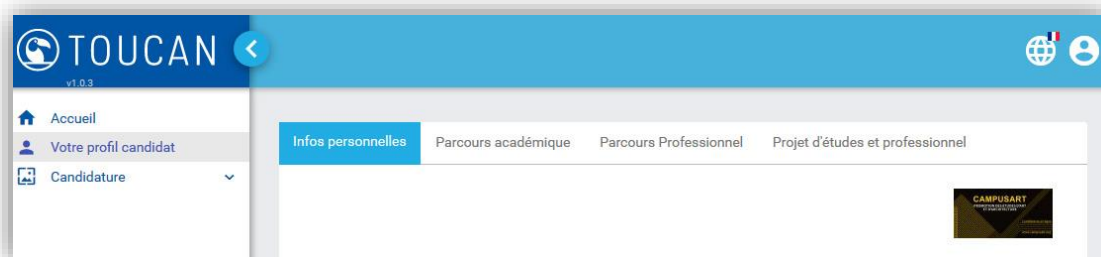 TOUCAN
v1.0.3
Accueil
Votre profil candidat
Candidature
Infos personnelles
Parcours académique
Parcours Professionnel
Projet d'études et professionnel
CAMPUSART